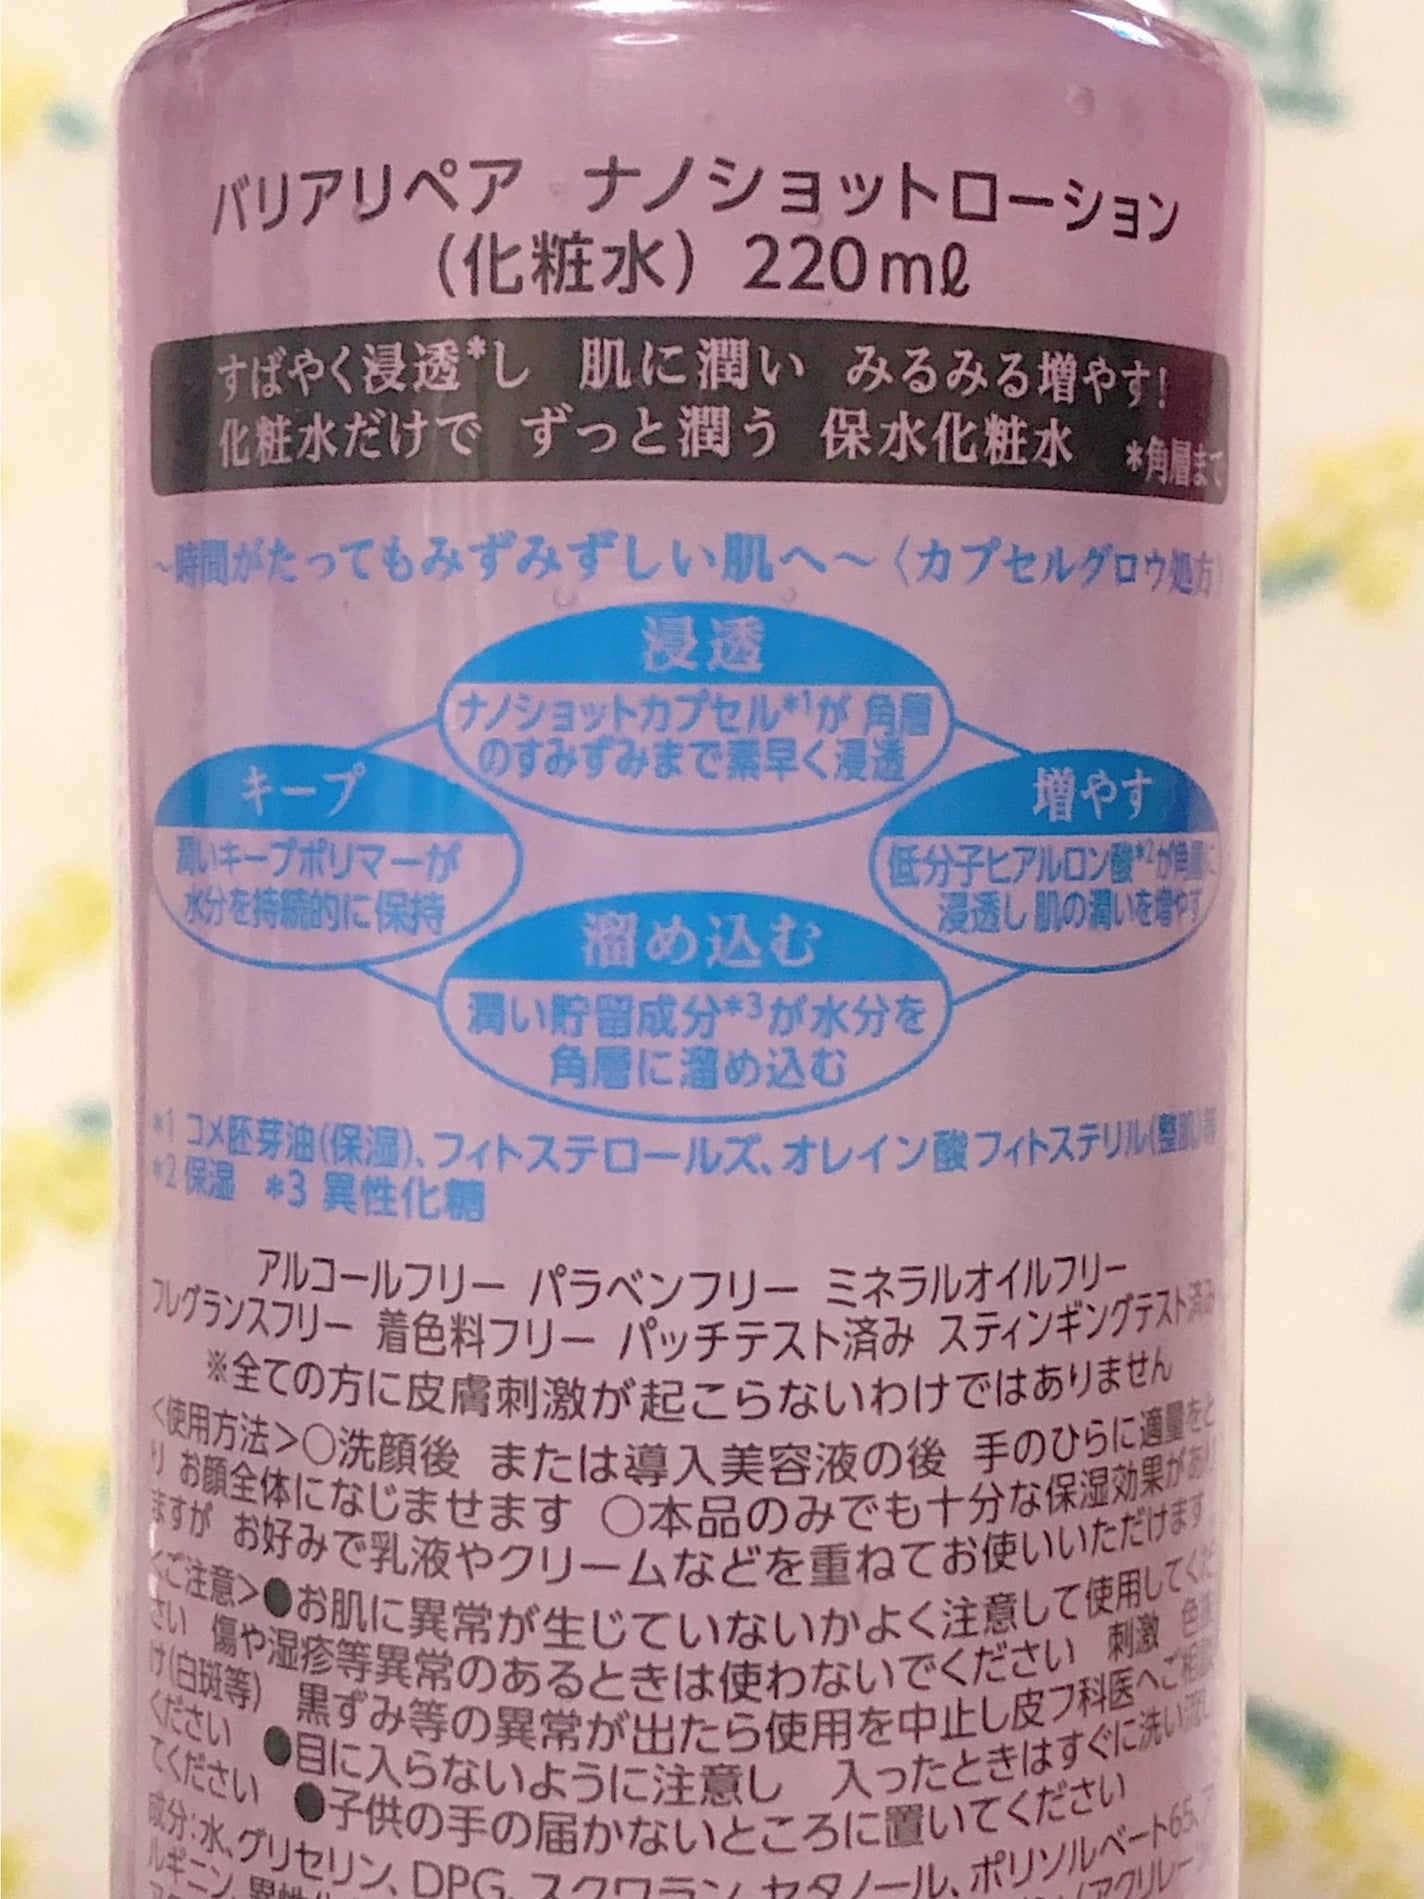 バリアリペア ナノショットローション
（化粧水）220mℓ
すばやく浸透*し 肌に潤い みるみる増やす!
化粧水だけで ずっと潤う 保水化粧水 *角層まで
～時間がたってもみずみずしい肌へ～〈カプセルグロウ処方〉
浸透
ナノショットカプセル*1が 角層
のすみずみまで素早く浸透
キープ
潤いキープポリマーが
水分を持続的に保持
増やす
低分子ヒアルロン酸*2が角層に
浸透し 肌の潤いを増やす
溜め込む
潤い貯留成分*3が水分を
角層に溜め込む
*1 コメ胚芽油(保湿)、フィトステロールズ、オレイン酸フィトステリル(整肌)等
*2 保湿 *3 異性化糖
アルコールフリー パラベンフリー ミネラルオイルフリー
フレグランスフリー 着色料フリー パッチテスト済み スティンギングテスト済み
※全ての方に皮膚刺激が起こらないわけではありません
<使用方法>○洗顔後 または導入美容液の後 手のひらに適量をと
り お顔全体になじませます ○本品のみでも十分な保湿効果があり
ますが お好みで乳液やクリームなどを重ねてお使いいただけます
<ご注意>●お肌に異常が生じていないかよく注意して使用してくだ
さい 傷や湿疹等異常のあるときは使わないでください 刺激 色抜
け(白斑等) 黒ずみ等の異常が出たら使用を中止し皮フ科医へご相談
ください ●目に入らないように注意し 入ったときはすぐに洗い流し
てください ●子供の手の届かないところに置いてください
成分:水、グリセリン、DPG、スクワラン、セタノール、ポリソルベート65、ア
ルギニン、